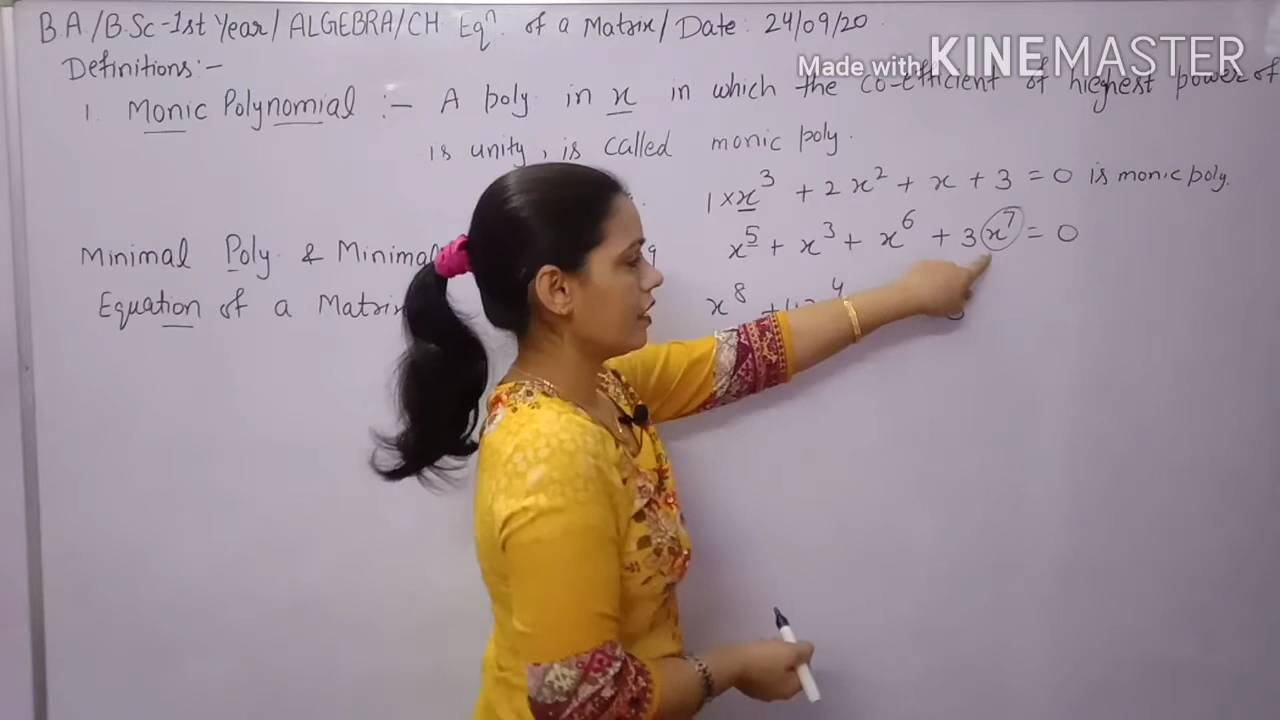 B.A./B.Sc-1st Year/ ALGEBRA/CH Eqⁿ. of a Matrix/ Date: 24/09/20
Made with KINEMASTER
Definitions:-
1. Monic Polynomial :- A poly in x in which the co-efficient of hieghest power of
is unity, is called monic poly.
1 × x³ + 2x² + x + 3 = 0 is monic poly.
Minimal Poly & Minimal
x⁵ + x³ + x⁶ + 3x⁷ = 0
Equation of a Matrix
x⁸ +